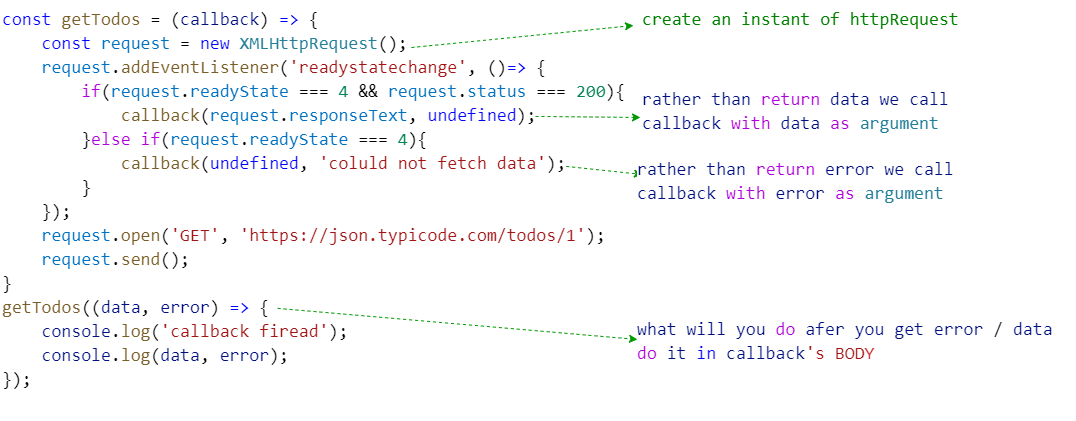 const getTodos = (callback) => {
create an instant of httpRequest
const request = new XMLHttpRequest();
request.addEventListener('readystatechange', ()=> {
if(request.readyState === 4 && request.status === 200){
rather than return data we call
callback(request.responseText, undefined);
callback with data as argument
}else if(request.readyState === 4){
callback(undefined, 'coluld not fetch data');
rather than return error we call
}
callback with error as argument
});
request.open('GET', 'https://json.typicode.com/todos/1');
request.send();
}
getTodos((data, error) => {
console.log('callback firead');
what will you do afer you get error / data
console.log(data, error);
do it in callback's BODY
});